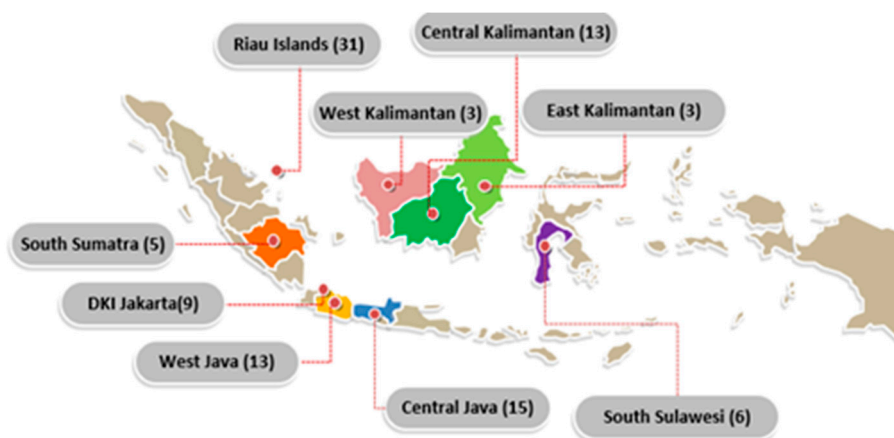 Central Kalimantan (13)
Riau Islands (31)
West Kalimantan (3)
East Kalimantan (3)
South Sumatra (5)
DKI Jakarta(9)
West Java (13)
Central Java (15)
South Sulawesi (6)